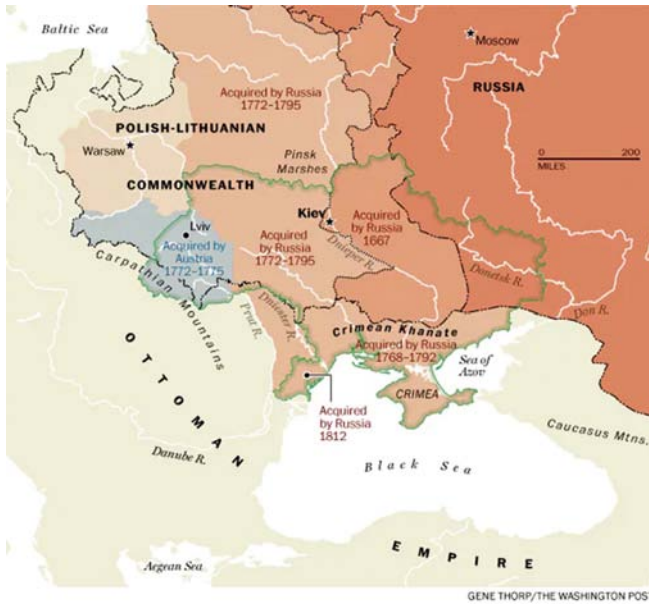 Baltic Sea
Moscow
Acquired by Russia
1772–1795
RUSSIA
POLISH-LITHUANIAN
0 200
MILES
Warsaw
Pinsk
Marshes
COMMONWEALTH
Kiev
Acquired
by Russia
1667
Lviv
Acquired by
Austria
1772–1775
Acquired
by Russia
1772–1795
Dnieper R.
Carpathian Mountains
Donetsk R.
Don R.
Dniester R.
Prut R.
Crimean Khanate
Acquired by Russia
1768–1792
Sea of
Azov
OTTOMAN
CRIMEA
Acquired
by Russia
1812
Caucasus Mtns.
Danube R.
Black Sea
EMPIRE
Aegean Sea
GENE THORP/THE WASHINGTON POS